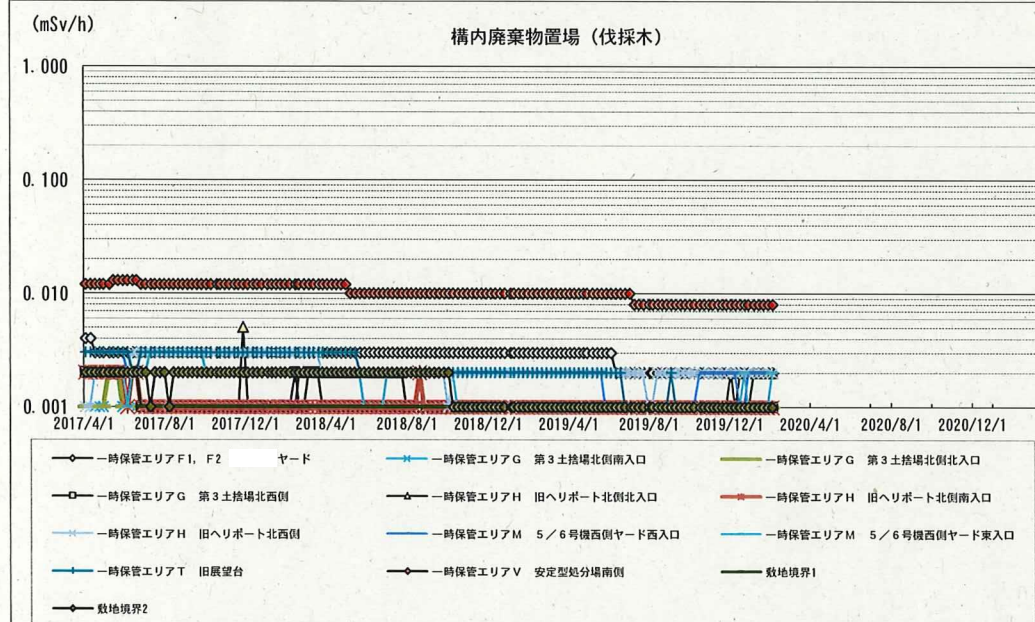 (mSv/h)
構内廃棄物置場（伐採木）
1.000
0.100
0.010
0.001
2017/4/1 2017/8/1 2017/12/1 2018/4/1 2018/8/1 2018/12/1 2019/4/1 2019/8/1 2019/12/1 2020/4/1 2020/8/1 2020/12/1
一時保管エリアＦ1，Ｆ2 ヤード 一時保管エリアＧ 第３土捨場北側南入口 一時保管エリアＧ 第３土捨場北側北入口
一時保管エリアＧ 第３土捨場北西側 一時保管エリアＨ 旧ヘリポート北側北入口 一時保管エリアＨ 旧ヘリポート北側南入口
一時保管エリアＨ 旧ヘリポート北西側 一時保管エリアＭ ５／６号機西側ヤード西入口 一時保管エリアＭ ５／６号機西側ヤード東入口
一時保管エリアＴ 旧展望台 一時保管エリアＶ 安定型処分場南側 敷地境界1
敷地境界2